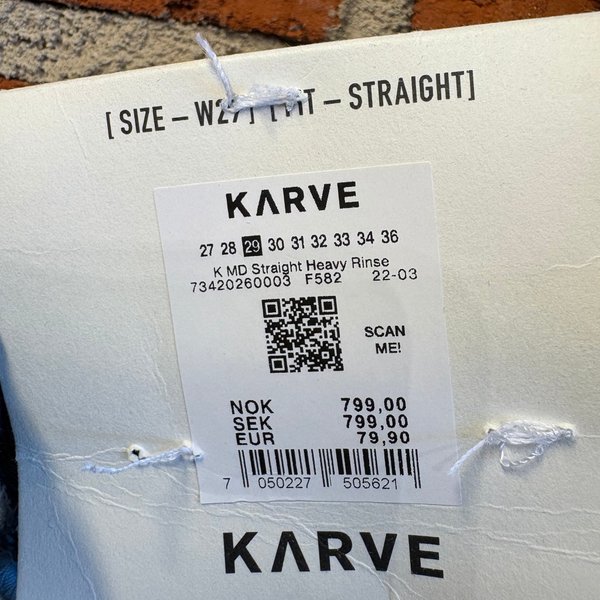 [ SIZE – W27] [FIT – STRAIGHT]
KARVE
27 28 29 30 31 32 33 34 36
K MD Straight Heavy Rinse
73420260003 F582 22-03
SCAN
ME!
NOK 799,00
SEK 799,00
EUR 79,90
7 050227 505621
KARVE